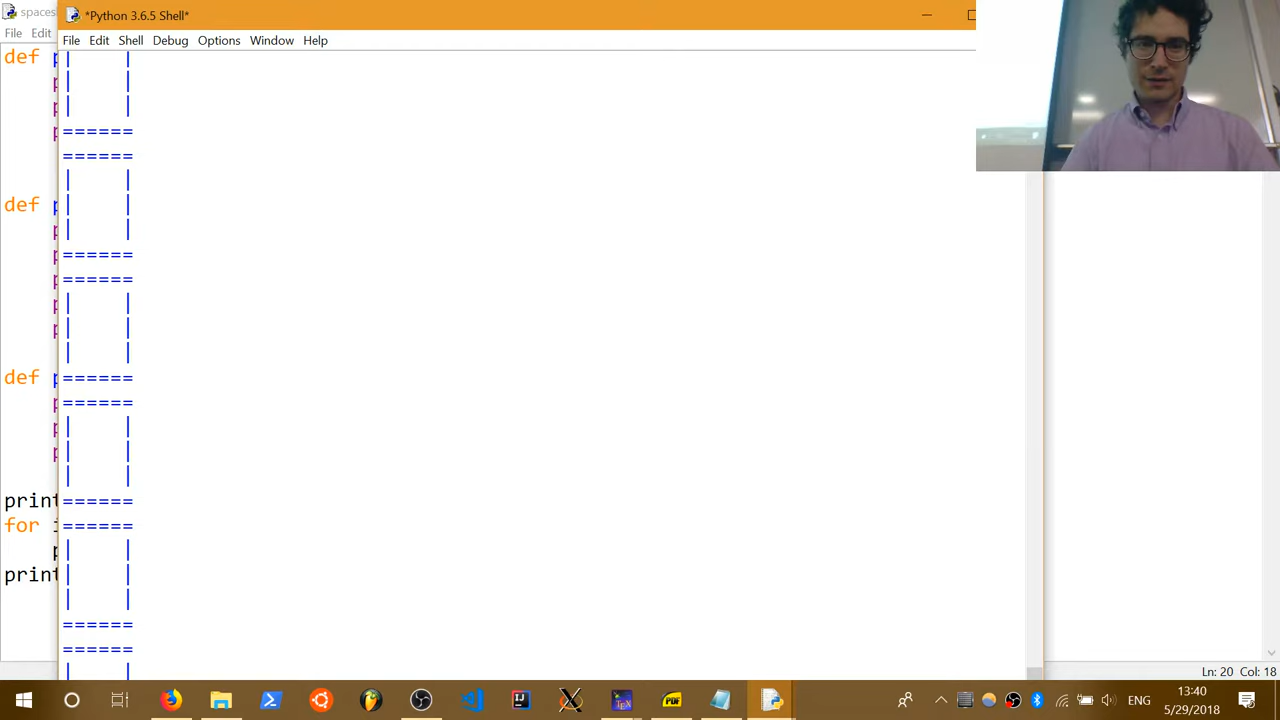 spaces
*Python 3.6.5 Shell*
File Edit
File Edit Shell Debug Options Window Help
def p
p
p
p
def p
p
p
p
p
p
def p
p
p
p
print
for i
p
print
|     |
|     |
|     |
======
======
|     |
|     |
|     |
======
======
|     |
|     |
|     |
======
======
|     |
|     |
|     |
======
======
|     |
|     |
|     |
======
======
|     |
Ln: 20 Col: 18
ENG
13:40
5/29/2018